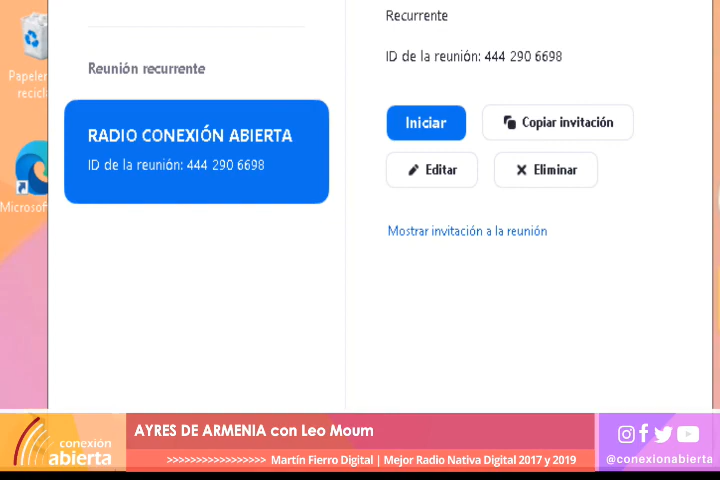 Recurrente
Reunión recurrente
ID de la reunión: 444 290 6698
RADIO CONEXIÓN ABIERTA
ID de la reunión: 444 290 6698
Iniciar
Copiar invitación
Editar
Eliminar
Mostrar invitación a la reunión
Papeler
recicl
Microsof
conexión
abierta
AYRES DE ARMENIA con Leo Moum
>>>>>>>>>>>>>>>>> Martín Fierro Digital | Mejor Radio Nativa Digital 2017 y 2019
@conexionabierta